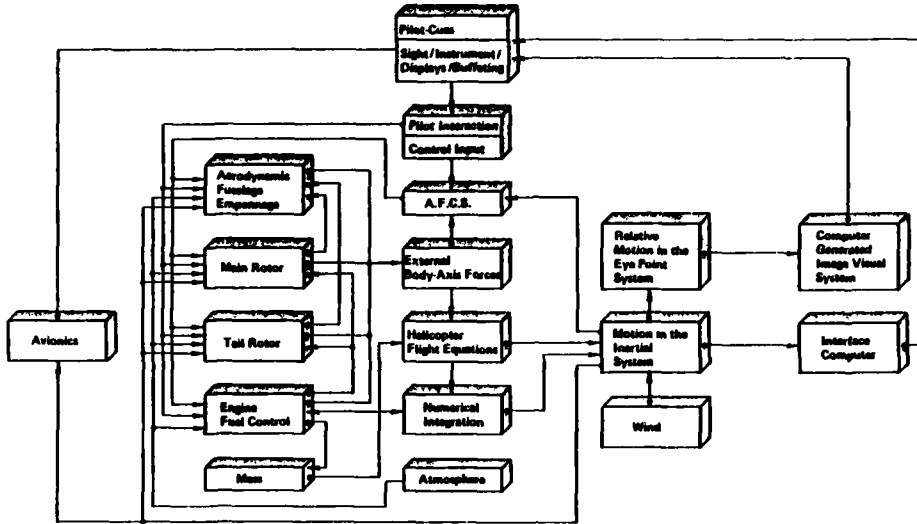 Pilot-Cues
Sight / Instrument /
Displays / Buffeting
Pilot Interaction
Control Input
Aerodynamic
Fuselage
Empennage
A.F.C.S.
Main Rotor
External
Body-Axis Forces
Relative
Motion in the
Eye Point
System
Computer
Generated
Image Visual
System
Avionics
Tail Rotor
Helicopter
Flight Equations
Motion in the
Inertial
System
Interface
Computer
Engine
Fuel Control
Numerical
Integration
Wind
Mass
Atmosphere